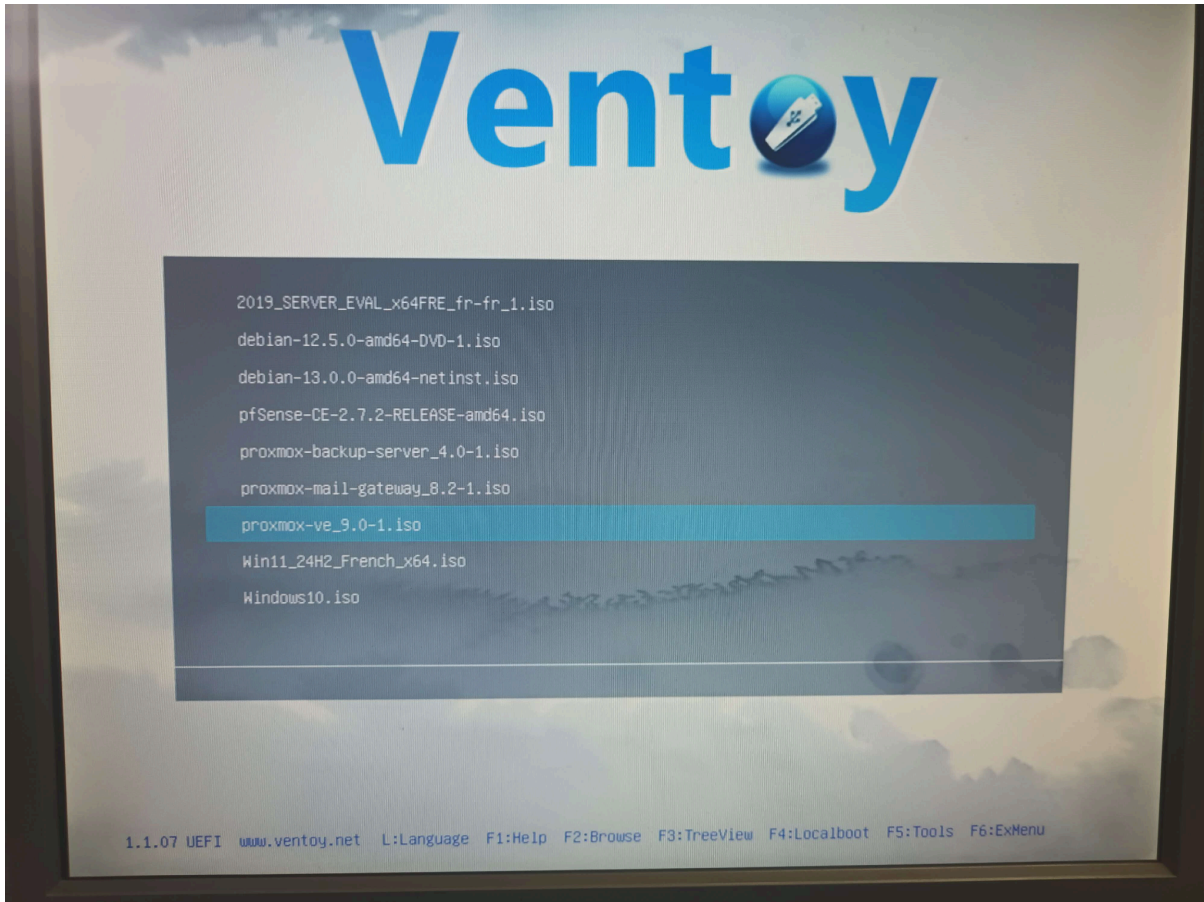 Ventoy
2019_SERVER_EVAL_x64FRE_fr-fr_1.iso
debian-12.5.0-amd64-DVD-1.iso
debian-13.0.0-amd64-netinst.iso
pfSense-CE-2.7.2-RELEASE-amd64.iso
proxmox-backup-server_4.0-1.iso
proxmox-mail-gateway_8.2-1.iso
proxmox-ve_9.0-1.iso
Win11_24H2_French_x64.iso
Windows10.iso
1.1.07 UEFI www.ventoy.net L:Language F1:Help F2:Browse F3:TreeView F4:Localboot F5:Tools F6:ExMenu